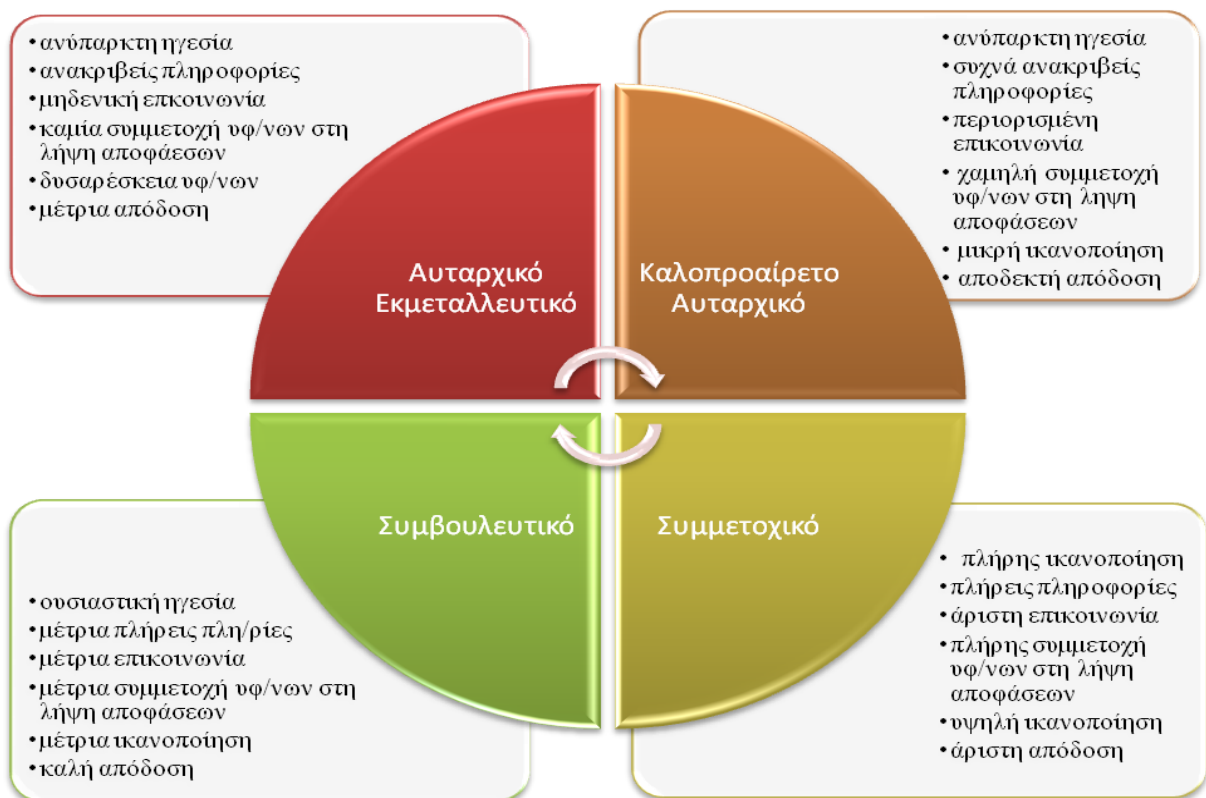 •ανύπαρκτη ηγεσία
•ανακριβείς πληροφορίες
•μηδενική επκοινωνία
•καμία συμμετοχή υφ/νων στη
λήψη αποφάεσων
•δυσαρέσκεια υφ/νων
•μέτρια απόδοση
•ανύπαρκτη ηγεσία
•συχνά ανακριβείς
πληροφορίες
•περιορισμένη
επικοινωνία
• χαμηλή συμμετοχή
υφ/νων στη ληψη
αποφάσεων
• μικρή ικανοποίηση
• αποδεκτή απόδοση
Αυταρχικό
Εκμεταλλευτικό
Καλοπροαίρετο
Αυταρχικό
Συμβουλευτικό
Συμμετοχικό
•ουσιαστική ηγεσία
•μέτρια πλήρεις πλη/ρίες
•μέτρια επικοινωνία
•μέτρια συμμετοχή υφ/νων στη
λήψη αποφάσεων
•μέτρια ικανοποίηση
•καλή απόδοση
• πλήρης ικανοποίηση
•πλήρεις πληροφορίες
•άριστη επικοινωνία
•πλήρης συμμετοχή
υφ/νων στη λήψη
αποφάσεων
•υψηλή ικανοποίηση
•άριστη απόδοση